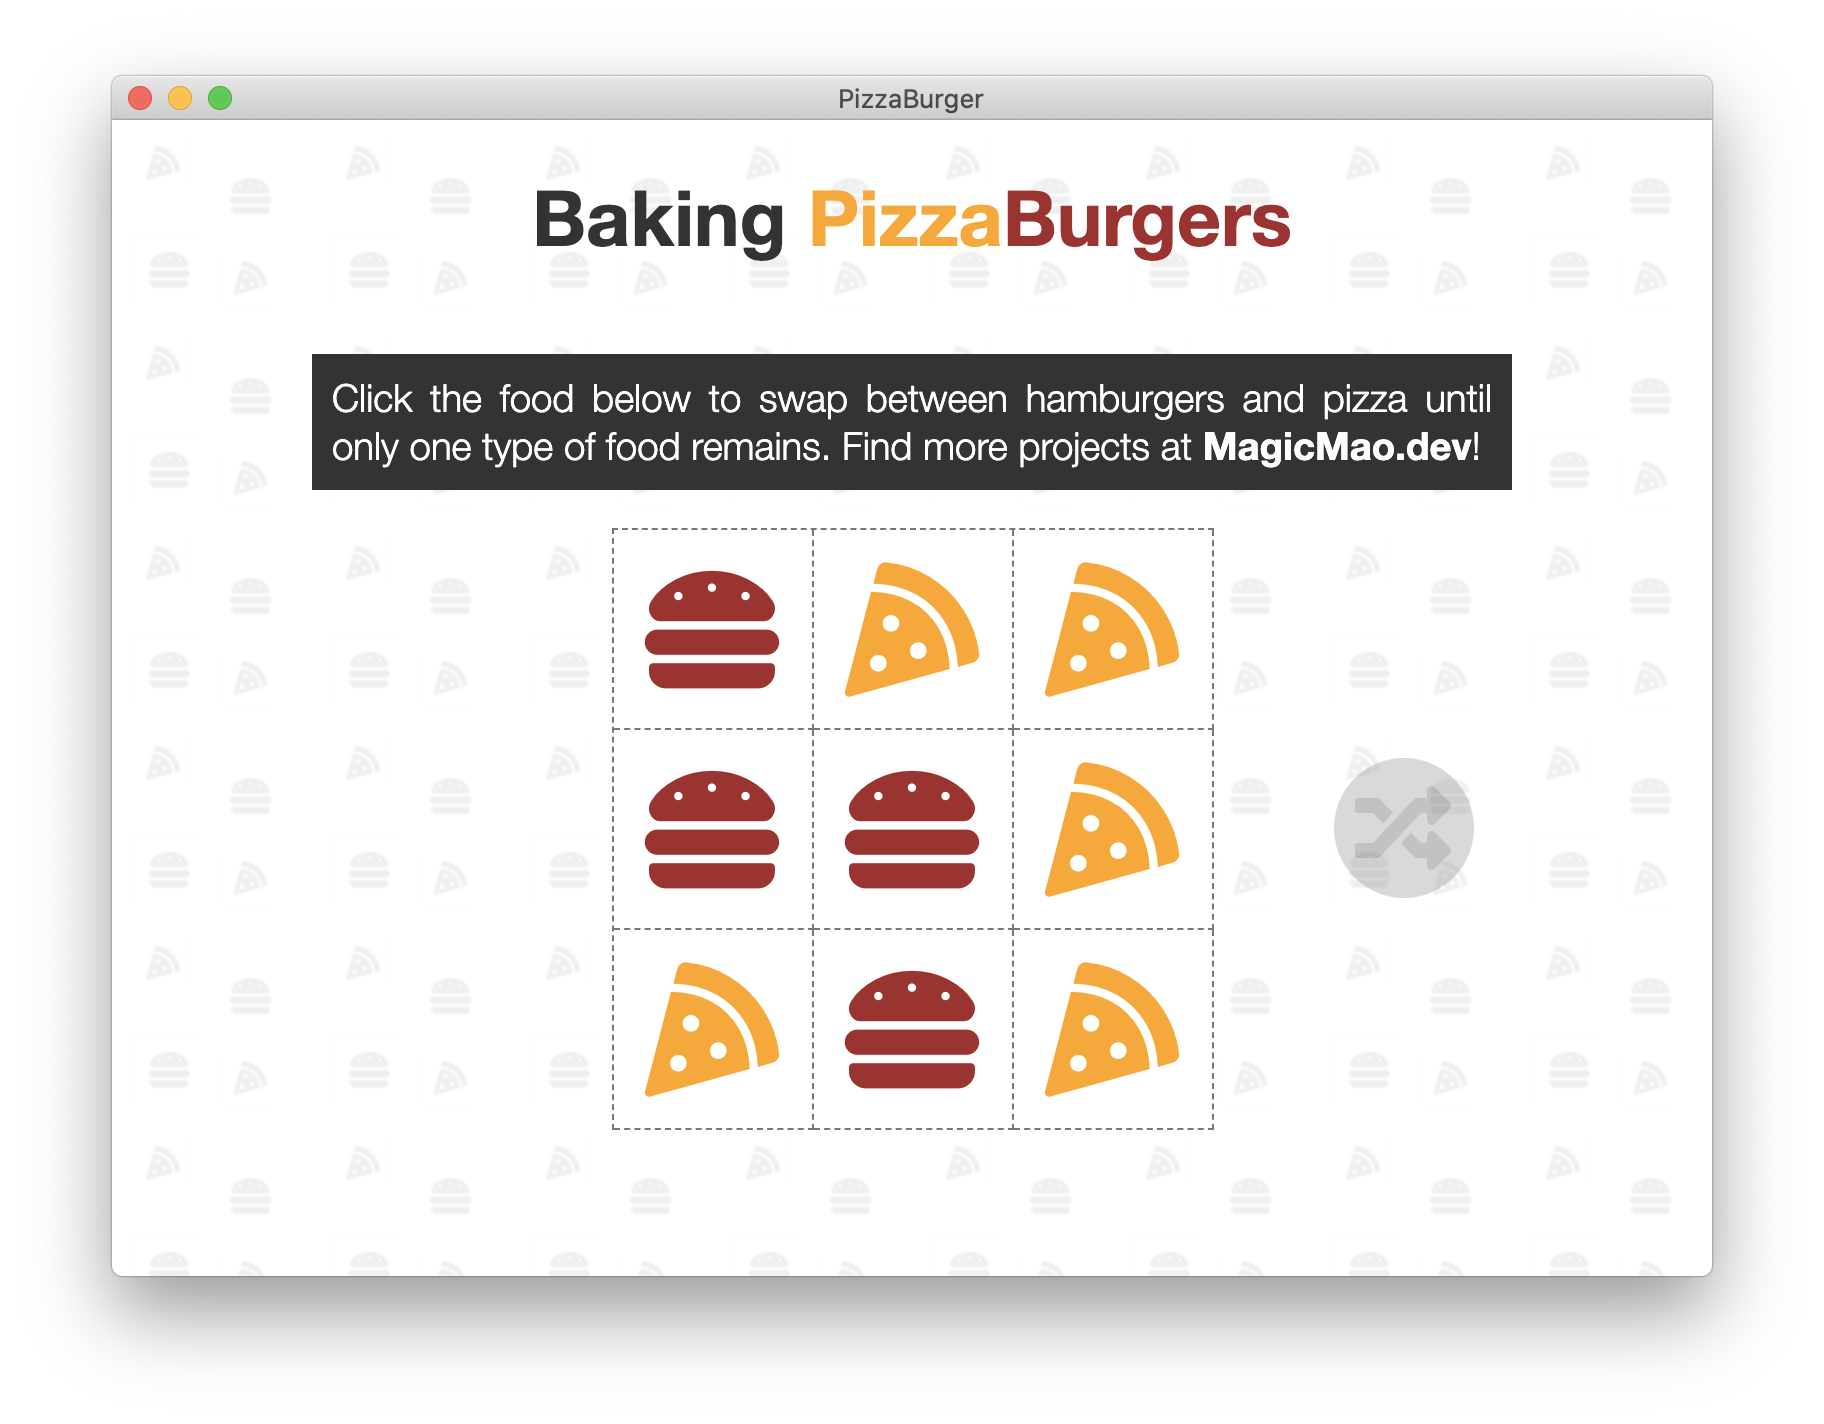 PizzaBurger
Baking PizzaBurgers
Click the food below to swap between hamburgers and pizza until
only one type of food remains. Find more projects at MagicMao.dev!